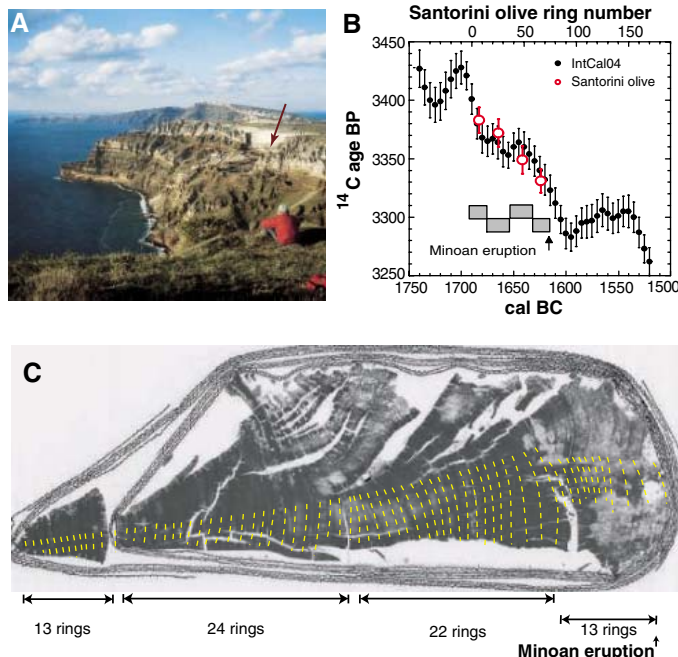 A
B
Santorini olive ring number
0 50 100 150
3450
3400
3350
3300
3250
14C age BP
IntCal04
Santorini olive
Minoan eruption
1750 1700 1650 1600 1550 1500
cal BC
C
13 rings
24 rings
22 rings
13 rings
Minoan eruption